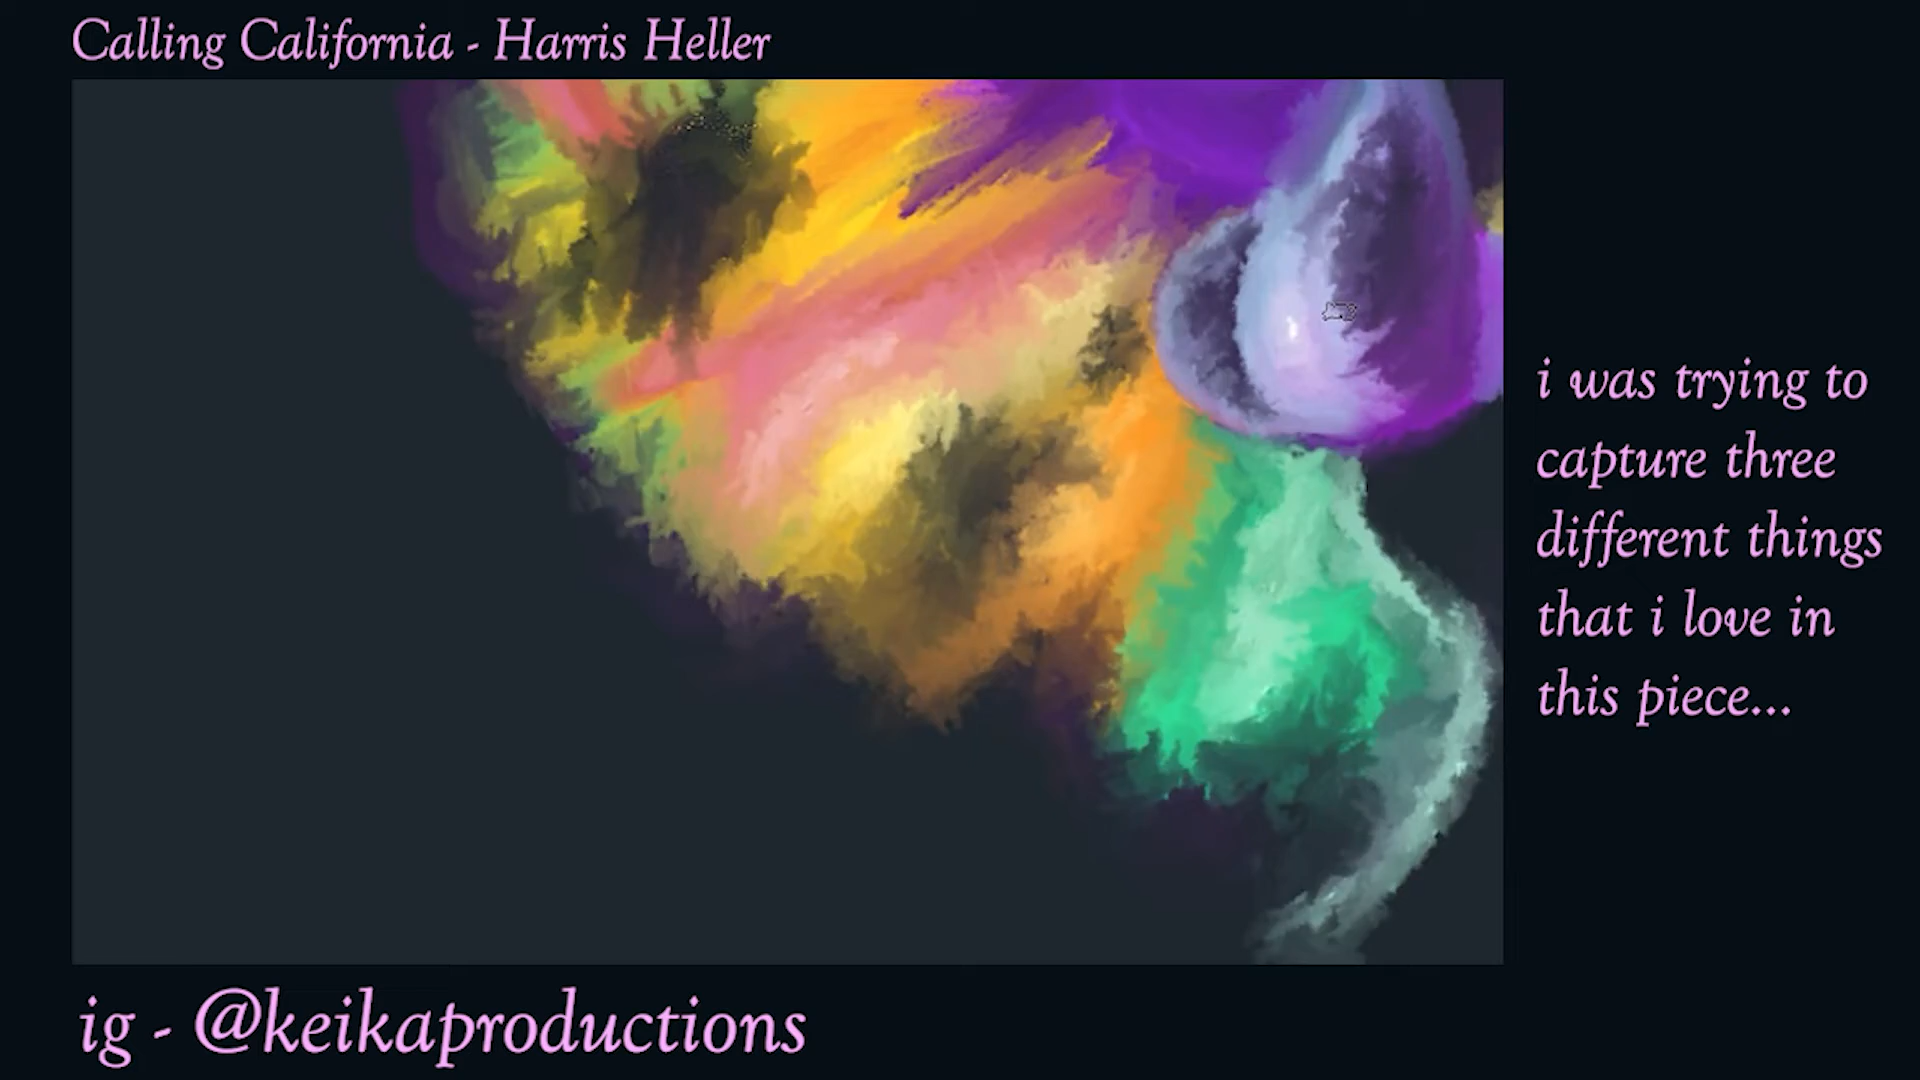 Calling California - Harris Heller
i was trying to
capture three
different things
that i love in
this piece...
ig - @keikaproductions